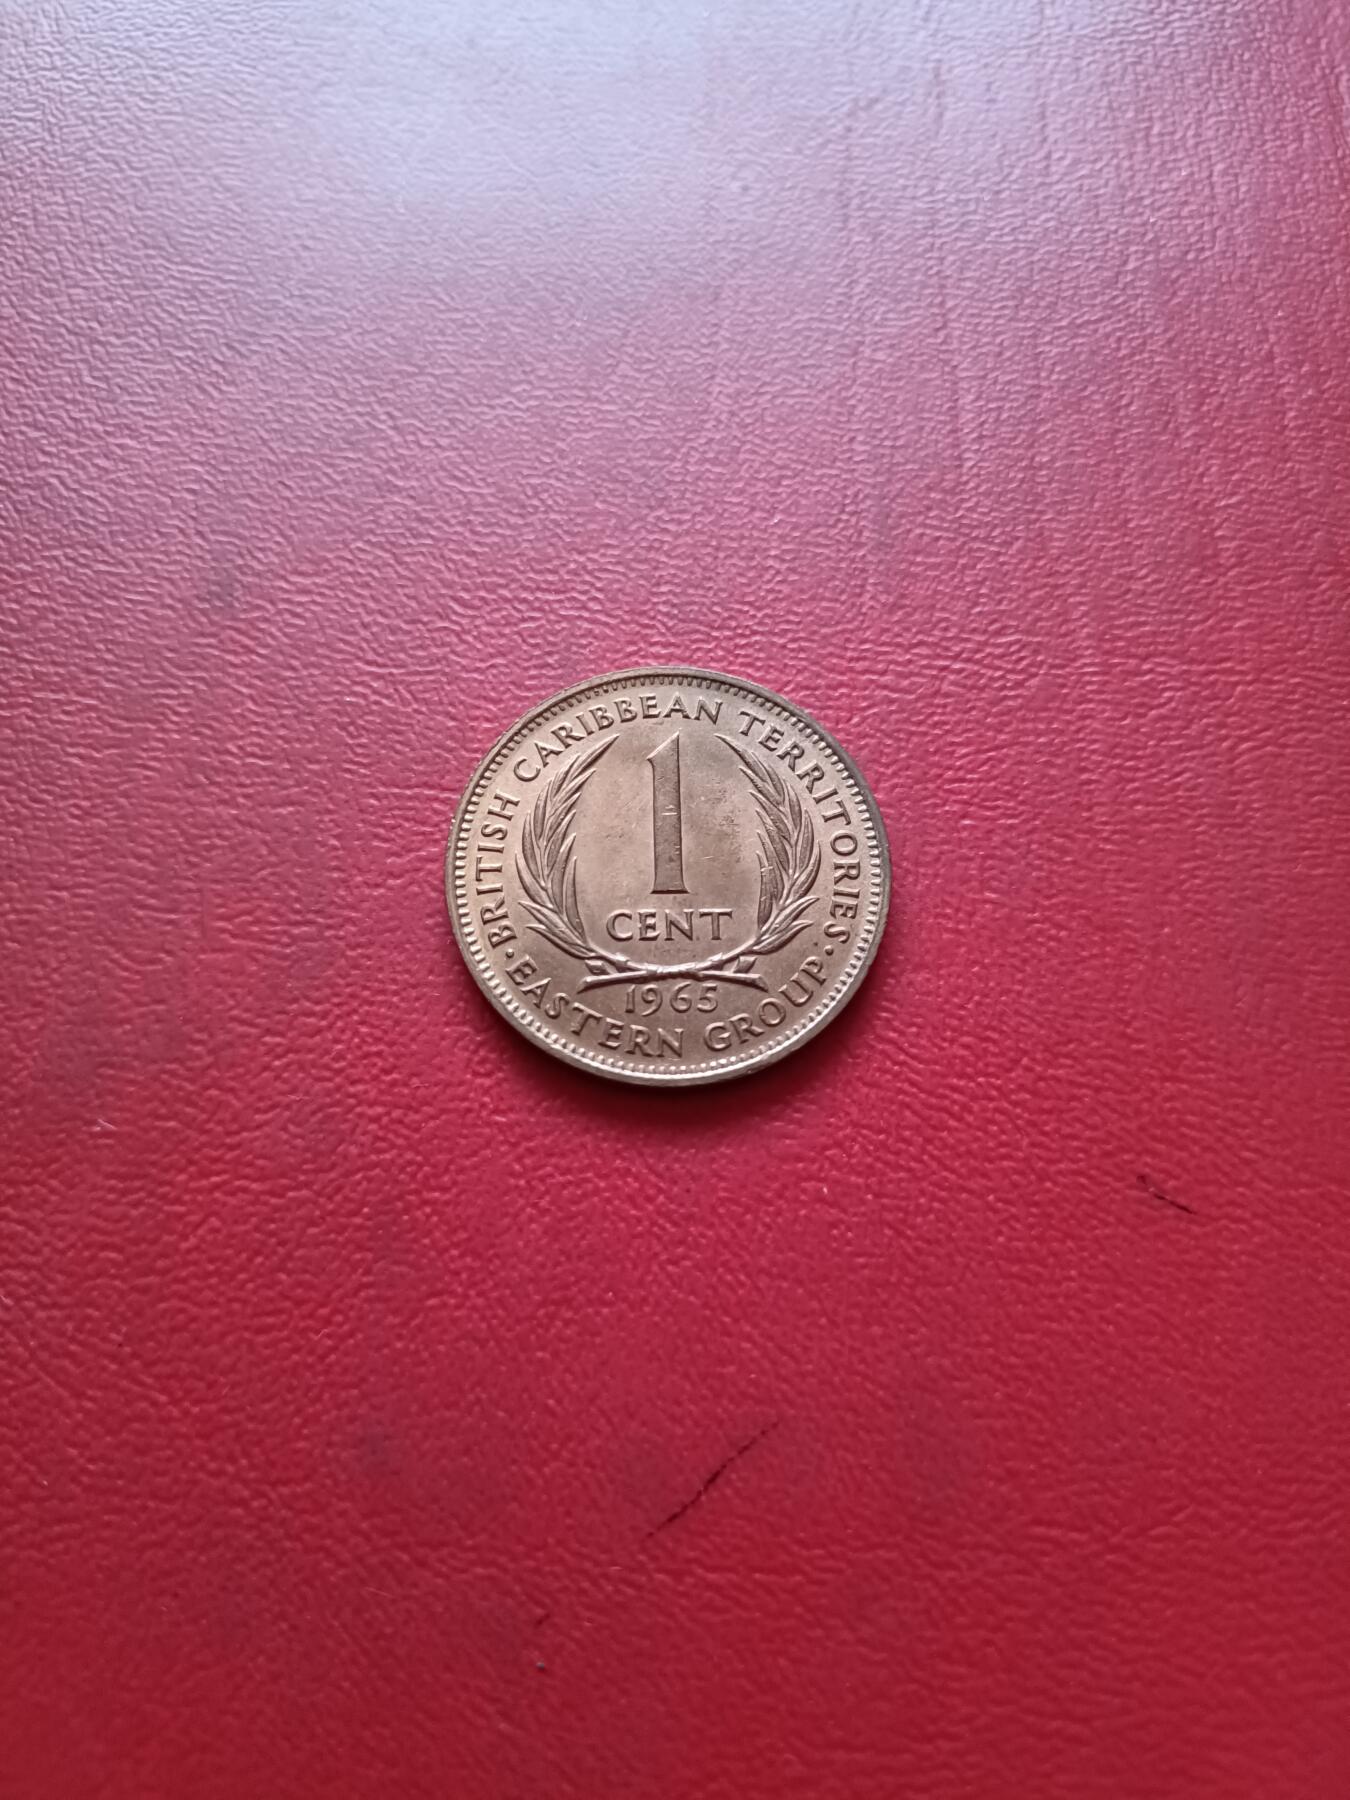 BRITISH CARIBBEAN TERRITORIES
1
CENT
1965
· EASTERN GROUP ·